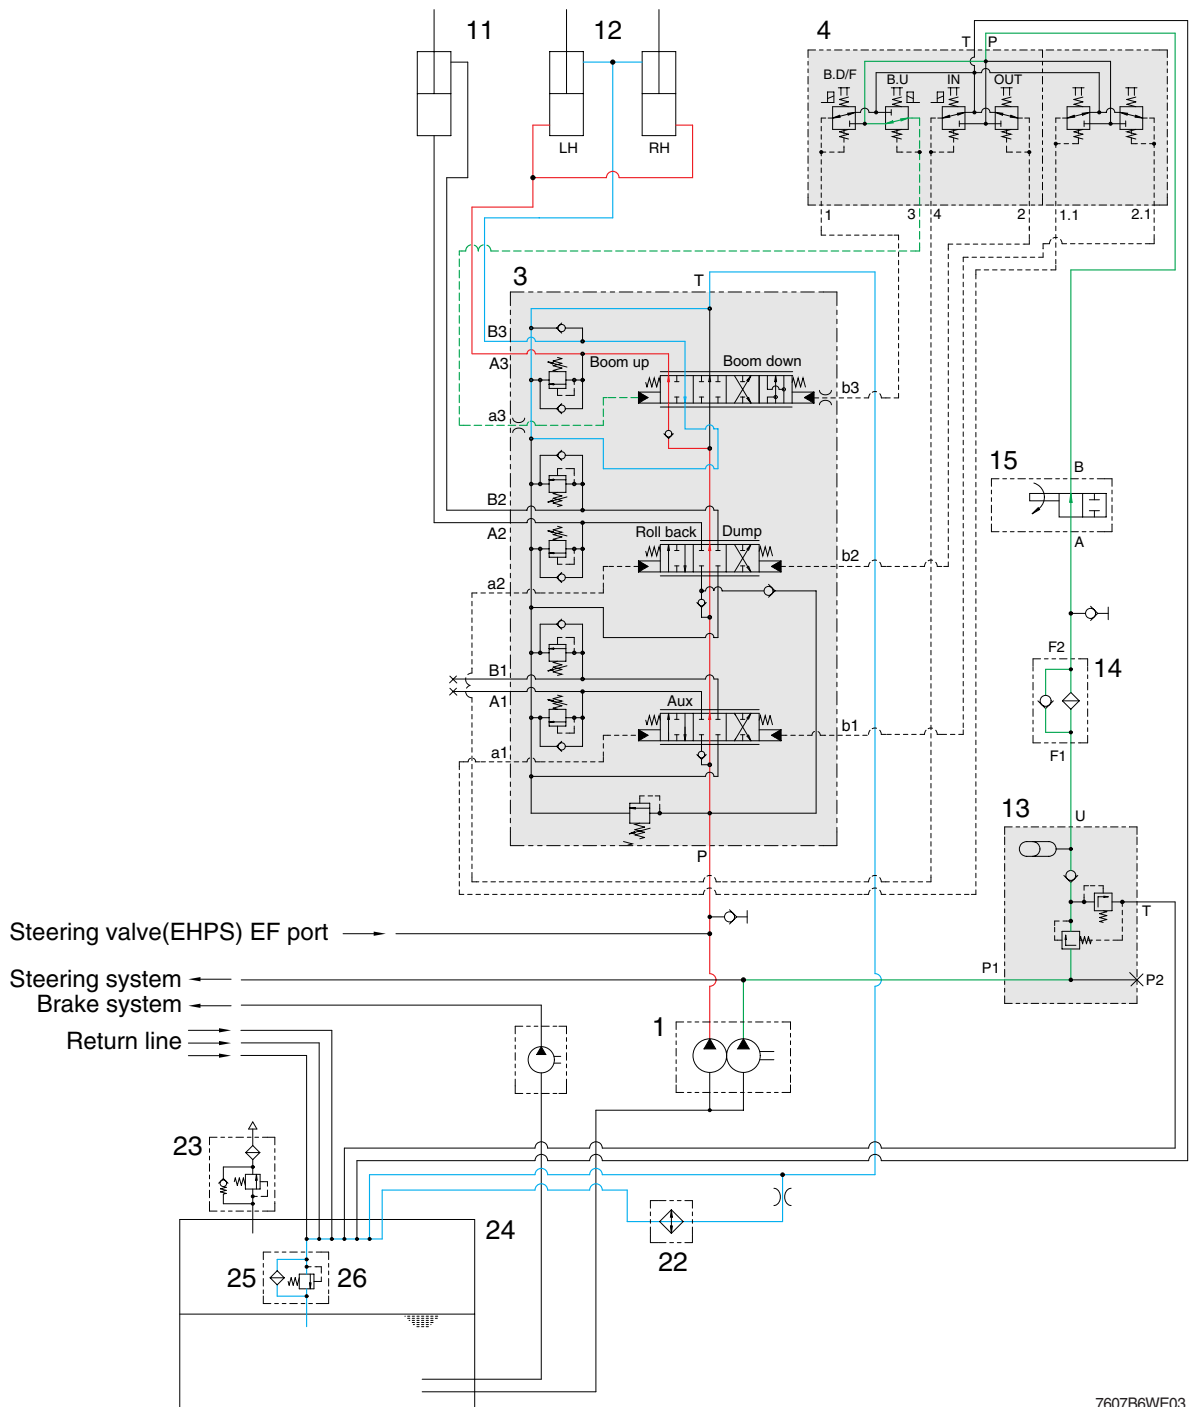 11
12
4
T P
B.D/F B.U IN OUT
LH RH
1 3 4 2 1.1 2.1
3
T
B3
A3
Boom up Boom down
b3
a3
15
B
A
B2
A2
Roll back Dump
b2
a2
F2
14
F1
B1
A1
Aux
b1
a1
13
U
P
T
Steering valve(EHPS) EF port
Steering system
P1 P2
Brake system
Return line
1
23
24
22
25 26
7607B6WE03